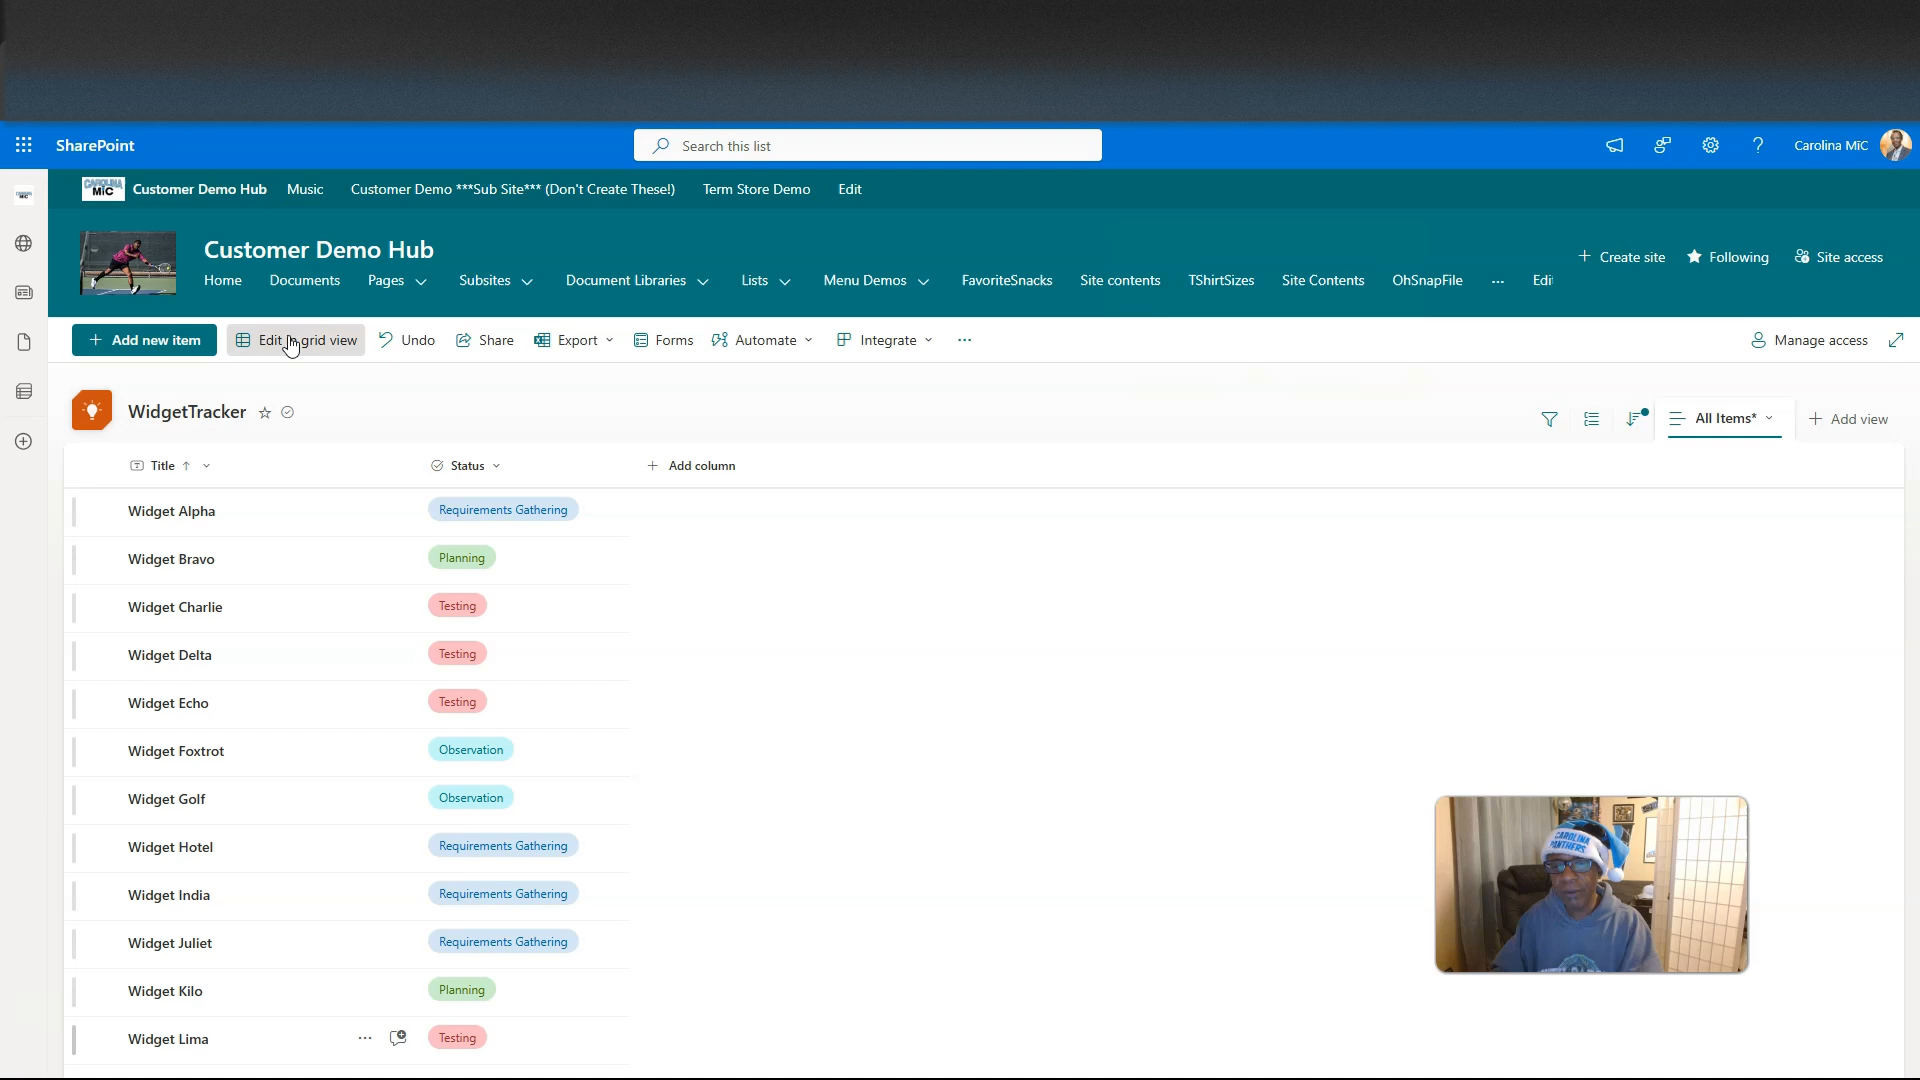 SharePoint
Search this list
Carolina MiC
CAROLINA MiC Customer Demo Hub Music Customer Demo ***Sub Site*** (Don't Create These!) Term Store Demo Edit
Customer Demo Hub
Create site Following Site access
Home Documents Pages Subsites Document Libraries Lists Menu Demos FavoriteSnacks Site contents TShirtSizes Site Contents OhSnapFile ... Edit
Add new item Edit in grid view Undo Share Export Forms Automate Integrate ... Manage access
WidgetTracker
All Items* Add view
Title Status Add column
Widget Alpha Requirements Gathering
Widget Bravo Planning
Widget Charlie Testing
Widget Delta Testing
Widget Echo Testing
Widget Foxtrot Observation
Widget Golf Observation
Widget Hotel Requirements Gathering
Widget India Requirements Gathering
Widget Juliet Requirements Gathering
Widget Kilo Planning
Widget Lima ... Testing
CAROLINA
PANTHERS